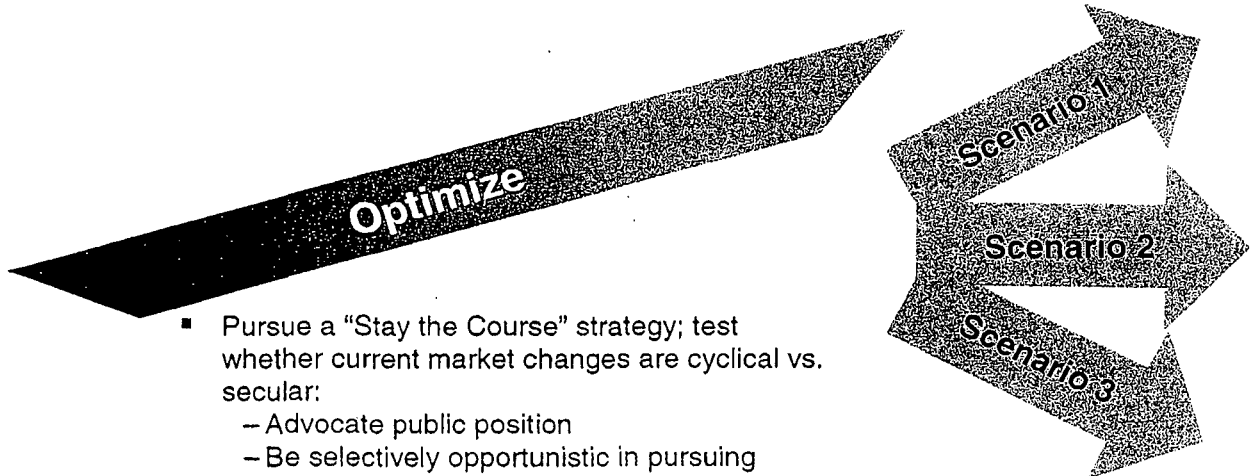 Optimize
Scenario 1
Scenario 2
Scenario 3
▪ Pursue a “Stay the Course” strategy; test
whether current market changes are cyclical vs.
secular:
– Advocate public position
– Be selectively opportunistic in pursuing